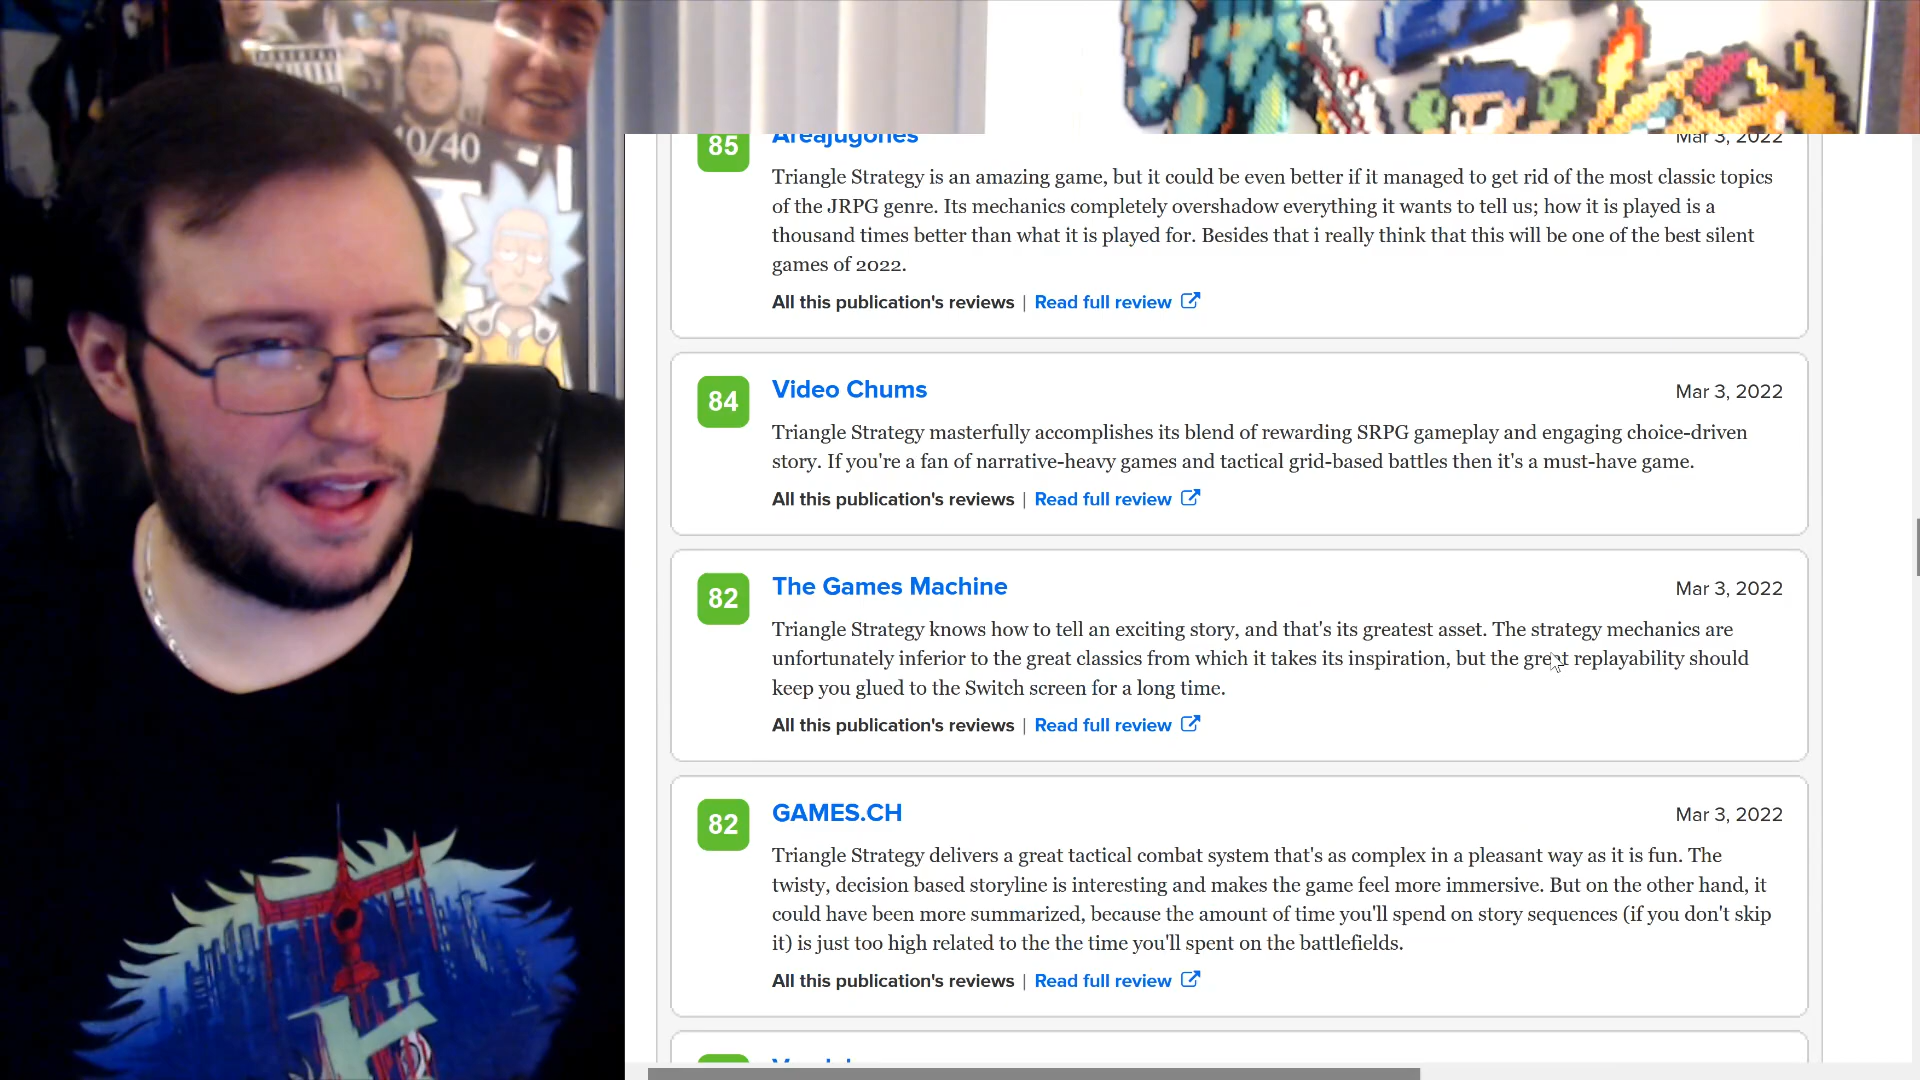 10/40
85 Areajugones Mar 3, 2022
Triangle Strategy is an amazing game, but it could be even better if it managed to get rid of the most classic topics
of the JRPG genre. Its mechanics completely overshadow everything it wants to tell us; how it is played is a
thousand times better than what it is played for. Besides that i really think that this will be one of the best silent
games of 2022.
All this publication's reviews | Read full review
84 Video Chums Mar 3, 2022
Triangle Strategy masterfully accomplishes its blend of rewarding SRPG gameplay and engaging choice-driven
story. If you're a fan of narrative-heavy games and tactical grid-based battles then it's a must-have game.
All this publication's reviews | Read full review
82 The Games Machine Mar 3, 2022
Triangle Strategy knows how to tell an exciting story, and that's its greatest asset. The strategy mechanics are
unfortunately inferior to the great classics from which it takes its inspiration, but the great replayability should
keep you glued to the Switch screen for a long time.
All this publication's reviews | Read full review
82 GAMES.CH Mar 3, 2022
Triangle Strategy delivers a great tactical combat system that's as complex in a pleasant way as it is fun. The
twisty, decision based storyline is interesting and makes the game feel more immersive. But on the other hand, it
could have been more summarized, because the amount of time you'll spend on story sequences (if you don't skip
it) is just too high related to the the time you'll spent on the battlefields.
All this publication's reviews | Read full review